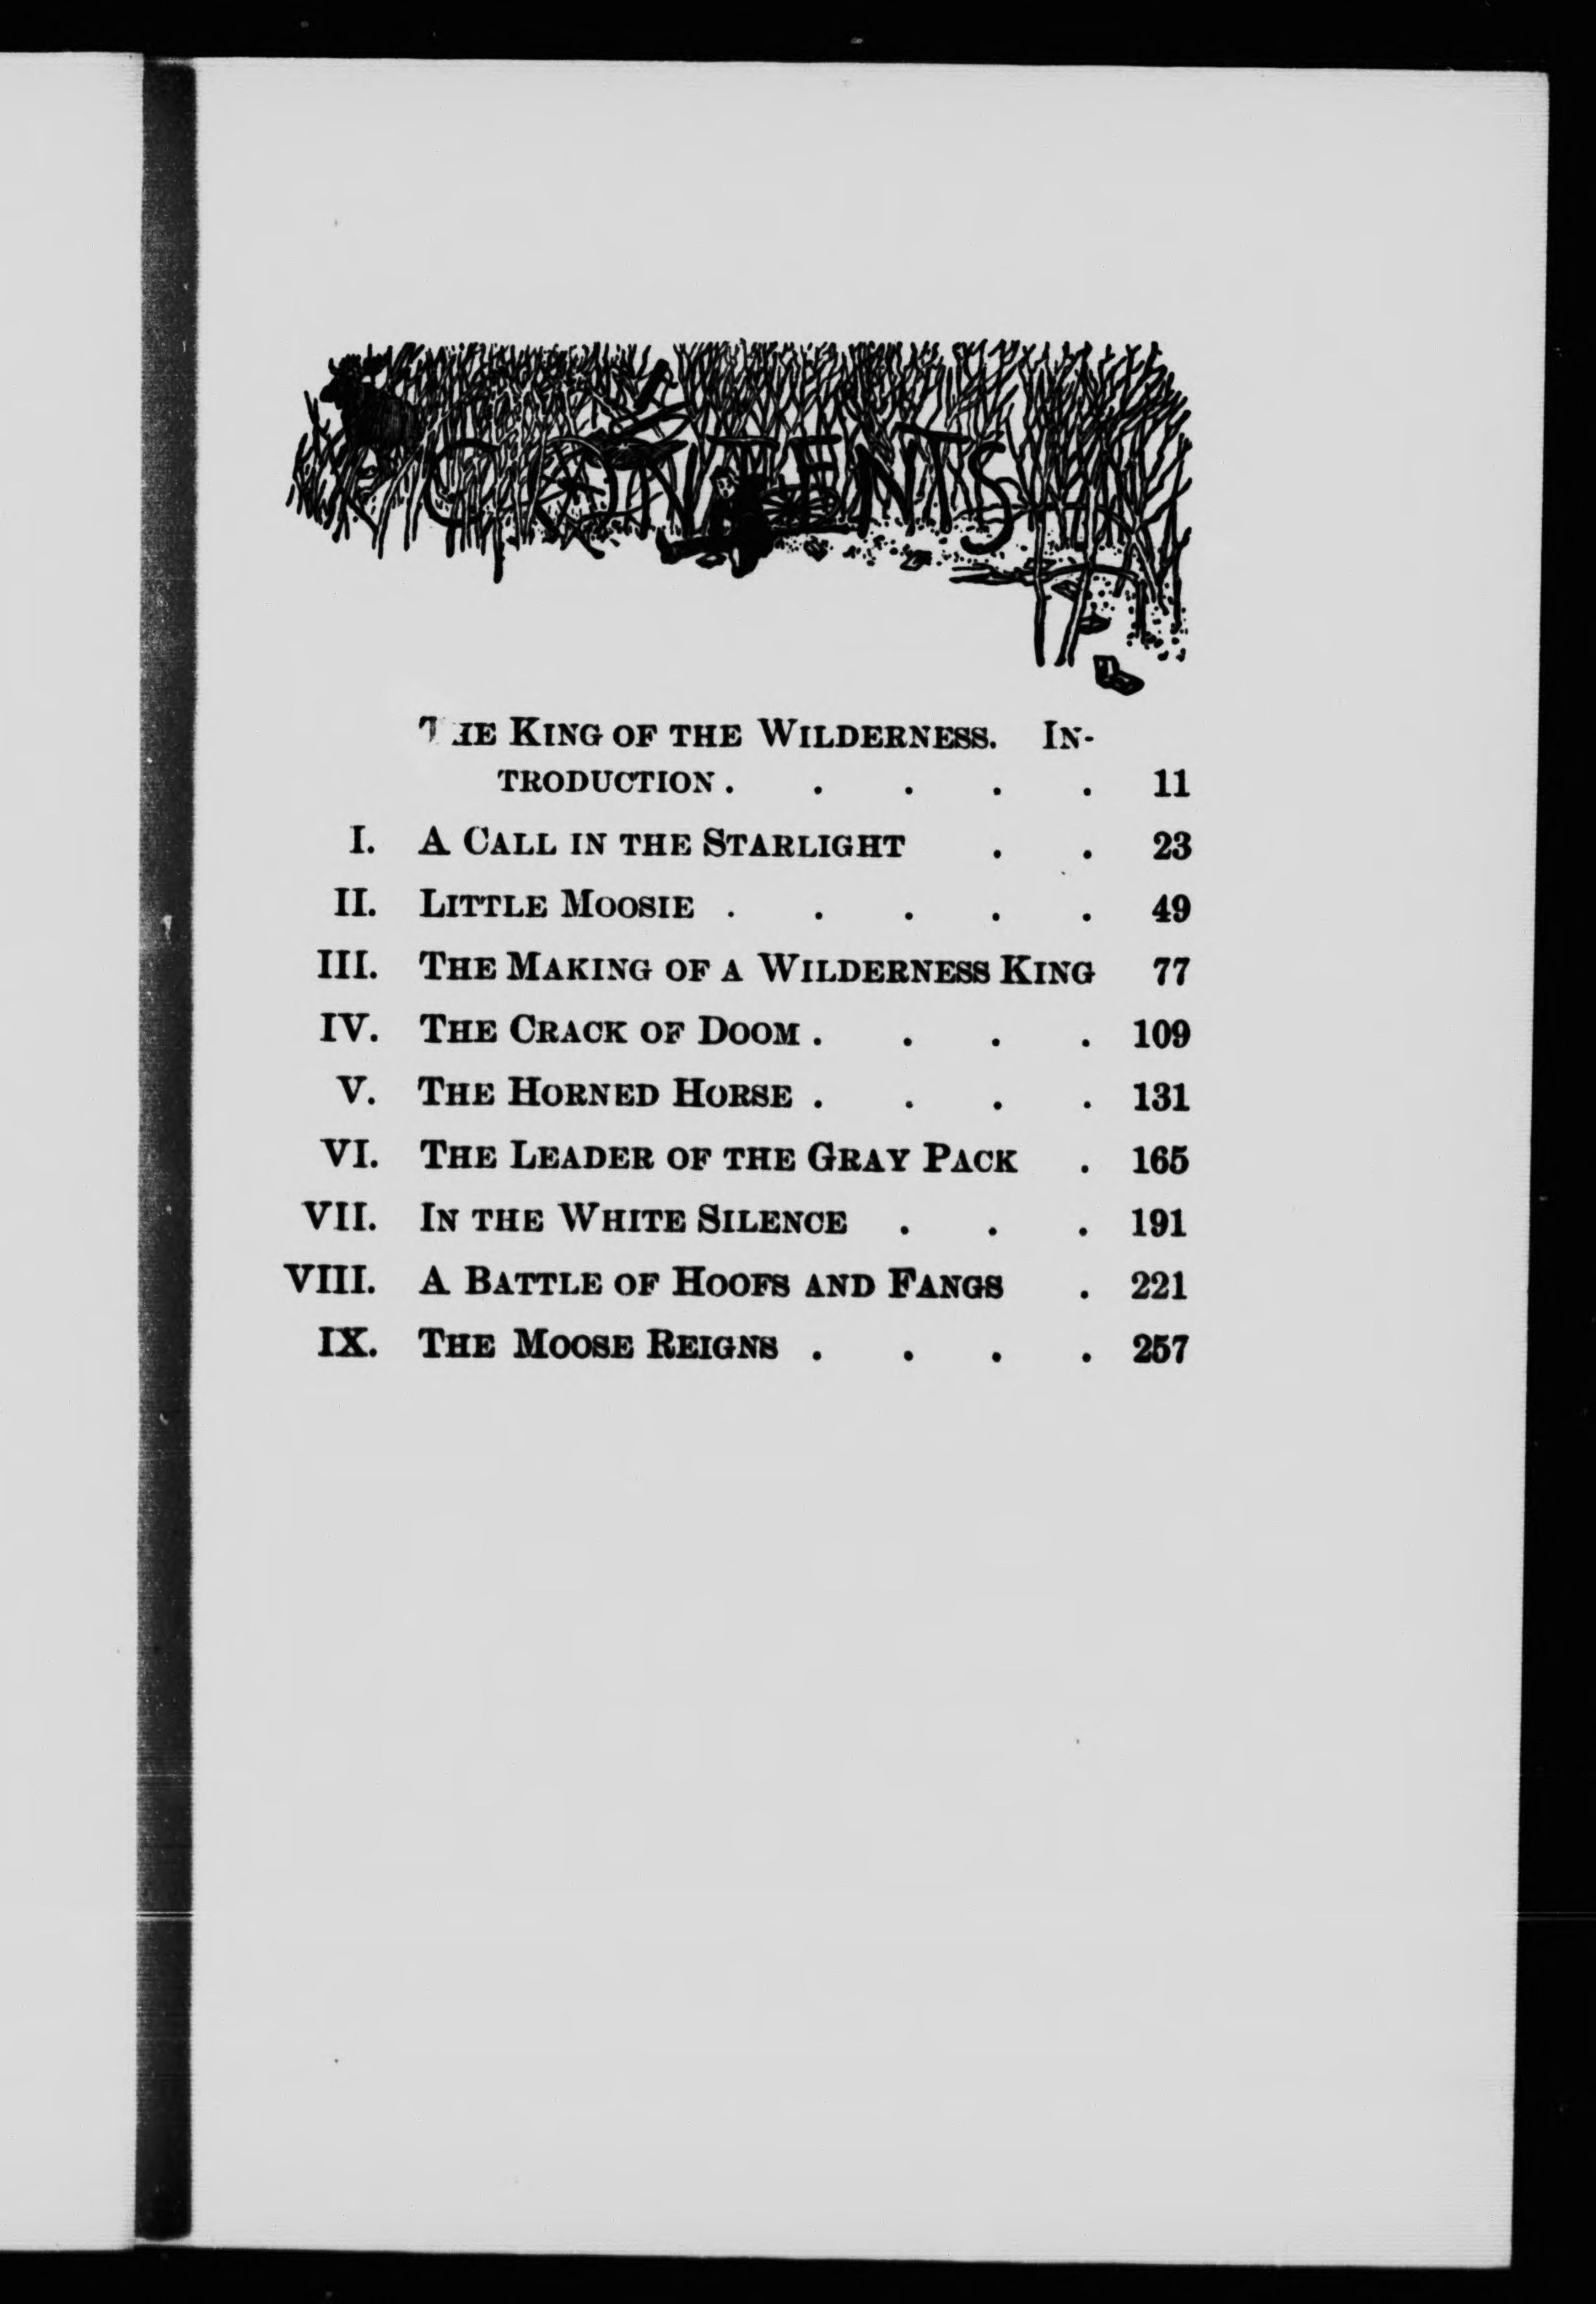 CONTENTS
THE KING OF THE WILDERNESS. IN-
TRODUCTION . . . . . 11
I. A CALL IN THE STARLIGHT . . 23
II. LITTLE MOOSIE . . . . . 49
III. THE MAKING OF A WILDERNESS KING 77
IV. THE CRACK OF DOOM . . . . 109
V. THE HORNED HORSE . . . . 131
VI. THE LEADER OF THE GRAY PACK . 165
VII. IN THE WHITE SILENCE . . . 191
VIII. A BATTLE OF HOOFS AND FANGS . 221
IX. THE MOOSE REIGNS . . . . 257